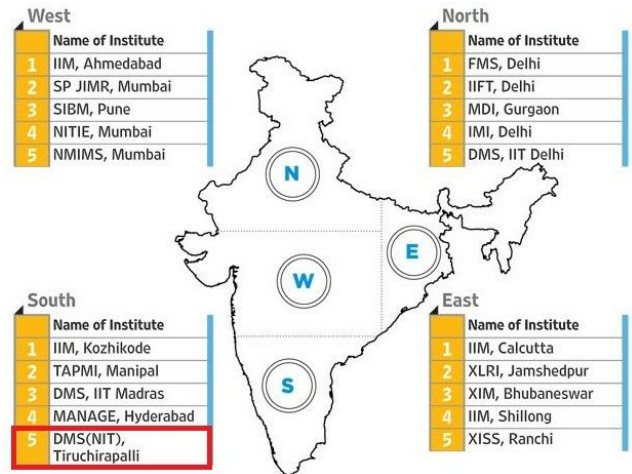 West
Name of Institute
1 IIM, Ahmedabad
2 SP JIMR, Mumbai
3 SIBM, Pune
4 NITIE, Mumbai
5 NMIMS, Mumbai
North
Name of Institute
1 FMS, Delhi
2 IIFT, Delhi
3 MDI, Gurgaon
4 IMI, Delhi
5 DMS, IIT Delhi
N
E
W
S
South
Name of Institute
1 IIM, Kozhikode
2 TAPMI, Manipal
3 DMS, IIT Madras
4 MANAGE, Hyderabad
5 DMS(NIT),
Tiruchirapalli
East
Name of Institute
1 IIM, Calcutta
2 XLRI, Jamshedpur
3 XIM, Bhubaneswar
4 IIM, Shillong
5 XISS, Ranchi